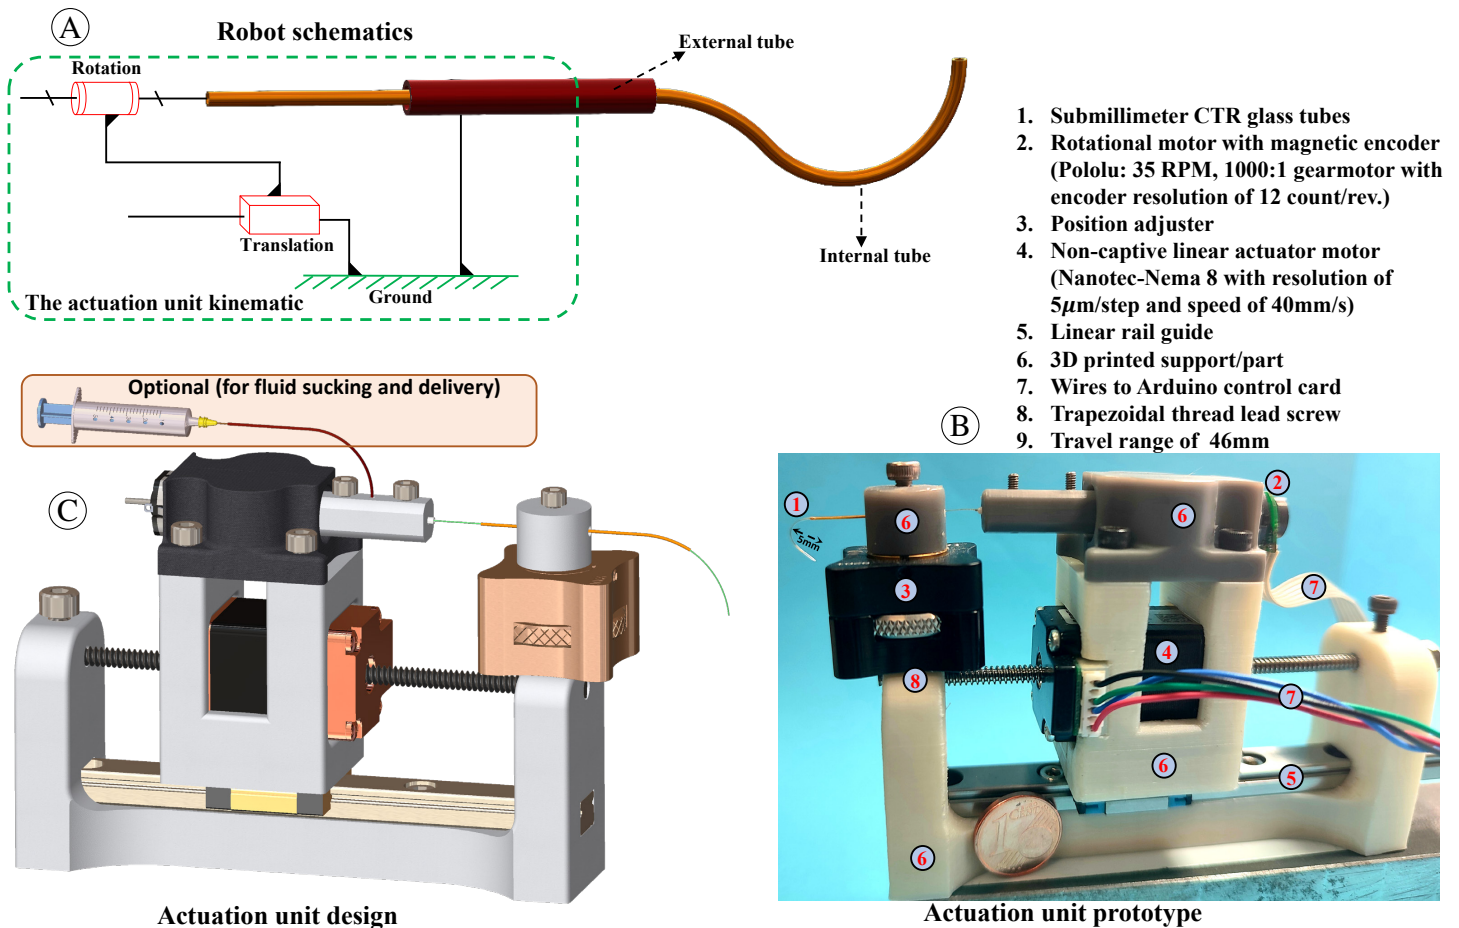 A
Robot schematics
External tube
Rotation
Translation
Internal tube
Ground
The actuation unit kinematic
1. Submillimeter CTR glass tubes
2. Rotational motor with magnetic encoder
(Pololu: 35 RPM, 1000:1 gearmotor with
encoder resolution of 12 count/rev.)
3. Position adjuster
4. Non-captive linear actuator motor
(Nanotec-Nema 8 with resolution of
5μm/step and speed of 40mm/s)
5. Linear rail guide
6. 3D printed support/part
7. Wires to Arduino control card
8. Trapezoidal thread lead screw
9. Travel range of 46mm
Optional (for fluid sucking and delivery)
C
Actuation unit design
B
1
6
2
6
5mm
3
7
4
8
7
6
5
1
6
Actuation unit prototype